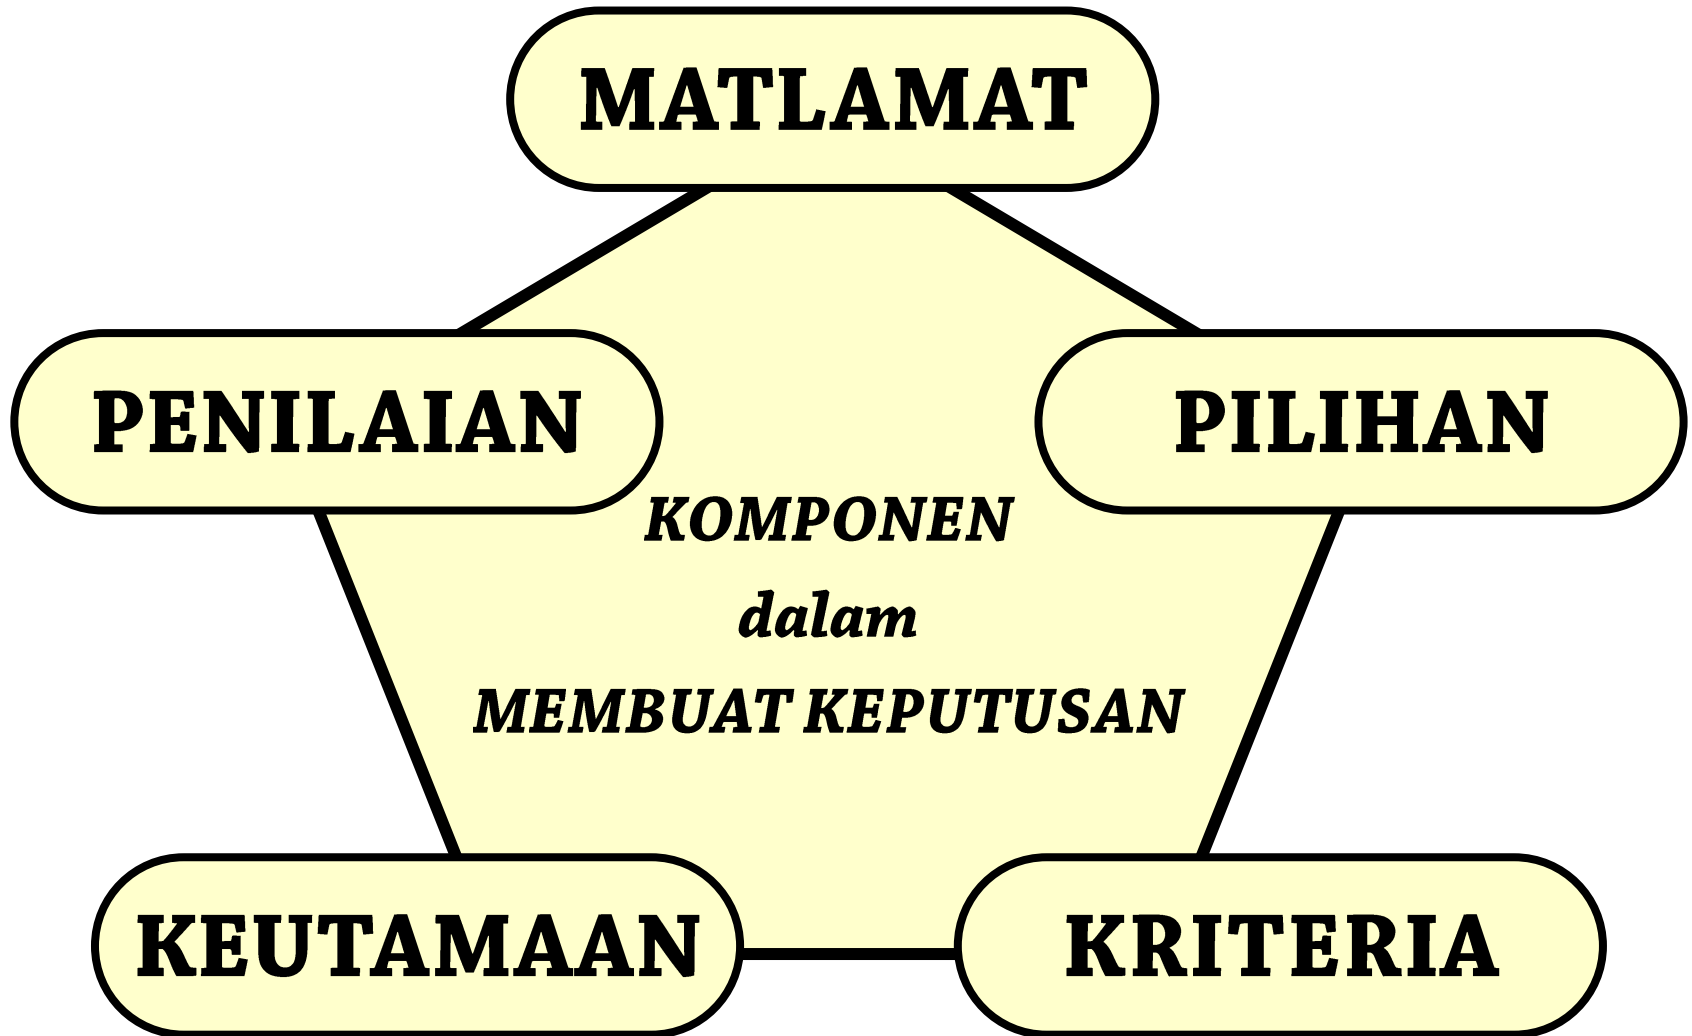 MATLAMAT
PENILAIAN
PILIHAN
KOMPONEN
dalam
MEMBUAT KEPUTUSAN
KEUTAMAAN
KRITERIA